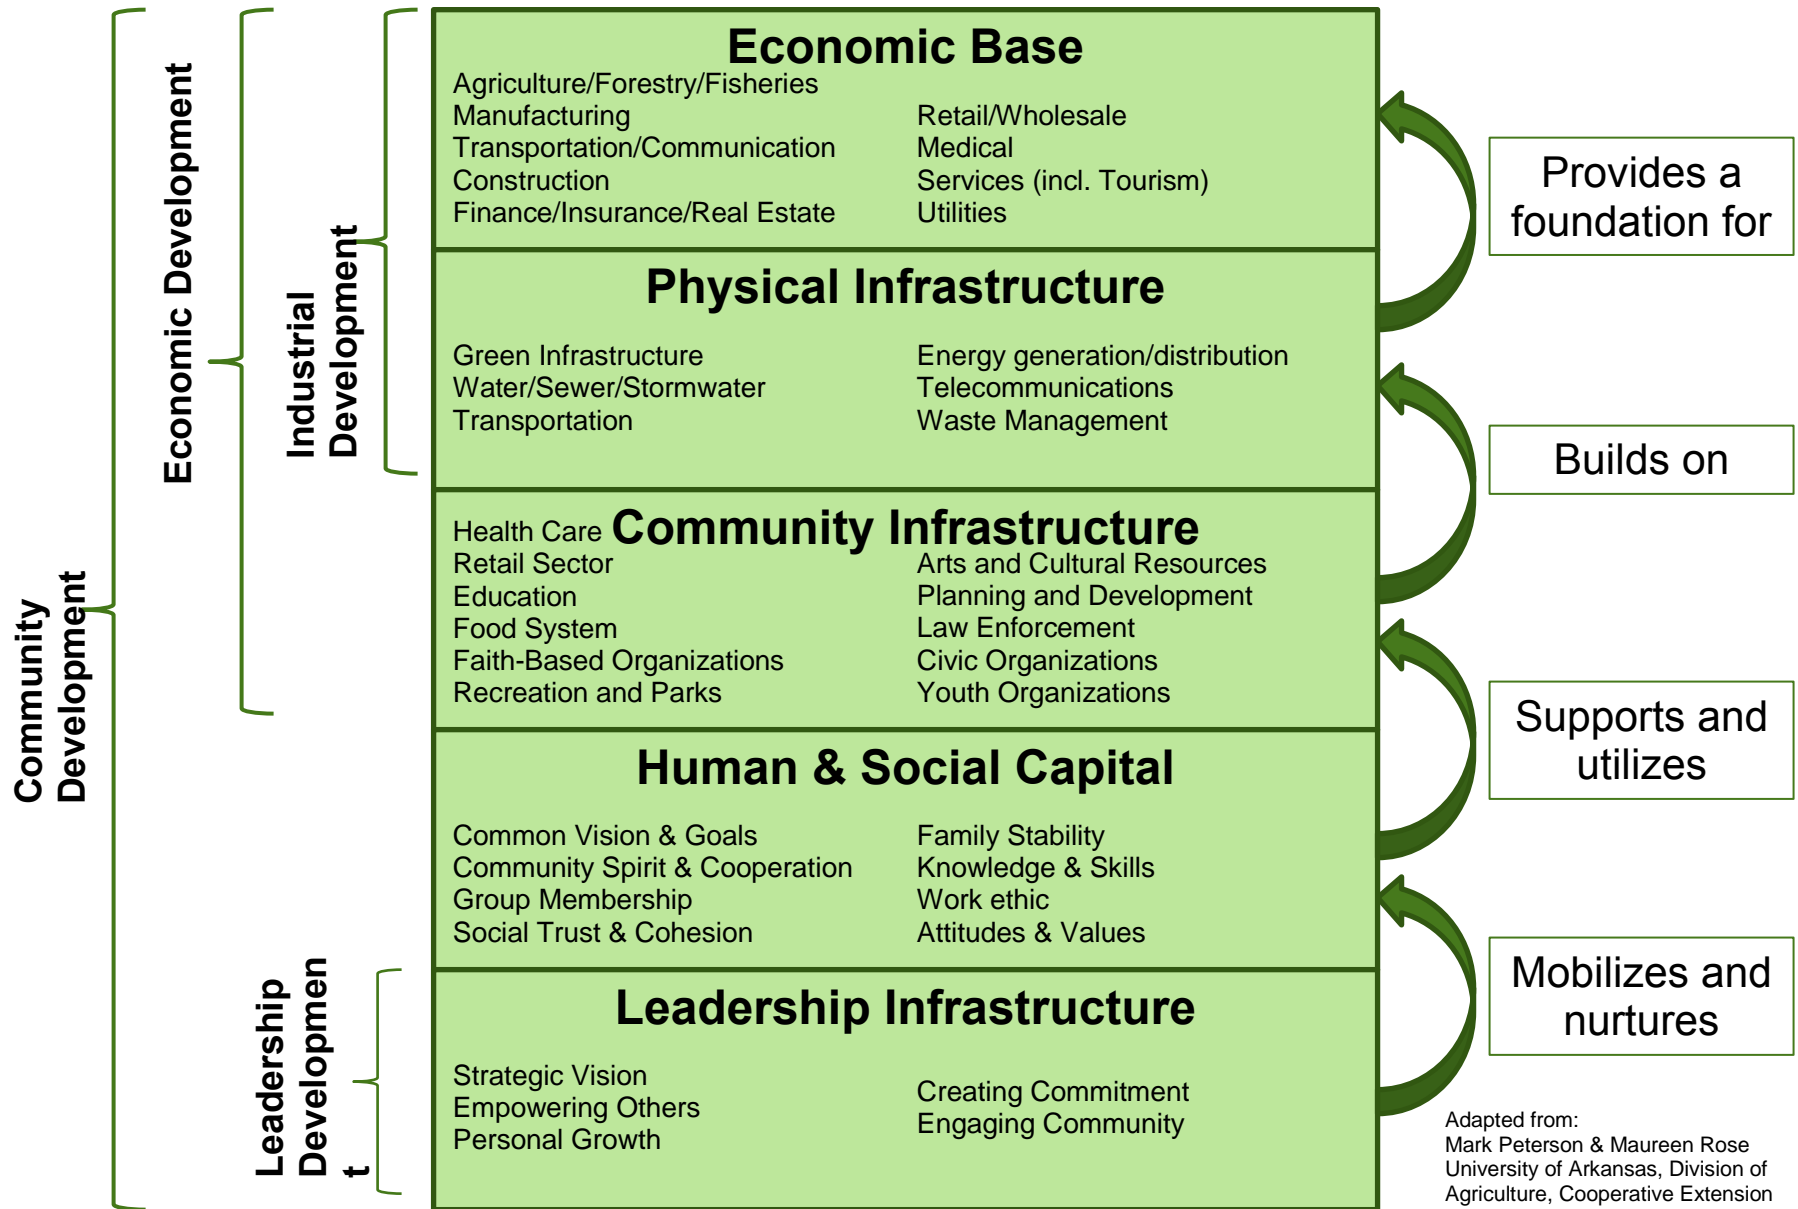 Community
Development
Economic Development
Industrial
Development
Leadership
Developmen
t
Economic Base
Agriculture/Forestry/Fisheries
Manufacturing
Transportation/Communication
Construction
Finance/Insurance/Real Estate
Retail/Wholesale
Medical
Services (incl. Tourism)
Utilities
Physical Infrastructure
Green Infrastructure
Water/Sewer/Stormwater
Transportation
Energy generation/distribution
Telecommunications
Waste Management
Community Infrastructure
Health Care
Retail Sector
Education
Food System
Faith-Based Organizations
Recreation and Parks
Arts and Cultural Resources
Planning and Development
Law Enforcement
Civic Organizations
Youth Organizations
Human & Social Capital
Common Vision & Goals
Community Spirit & Cooperation
Group Membership
Social Trust & Cohesion
Family Stability
Knowledge & Skills
Work ethic
Attitudes & Values
Leadership Infrastructure
Strategic Vision
Empowering Others
Personal Growth
Creating Commitment
Engaging Community
Provides a
foundation for
Builds on
Supports and
utilizes
Mobilizes and
nurtures
Adapted from:
Mark Peterson & Maureen Rose
University of Arkansas, Division of
Agriculture, Cooperative Extension